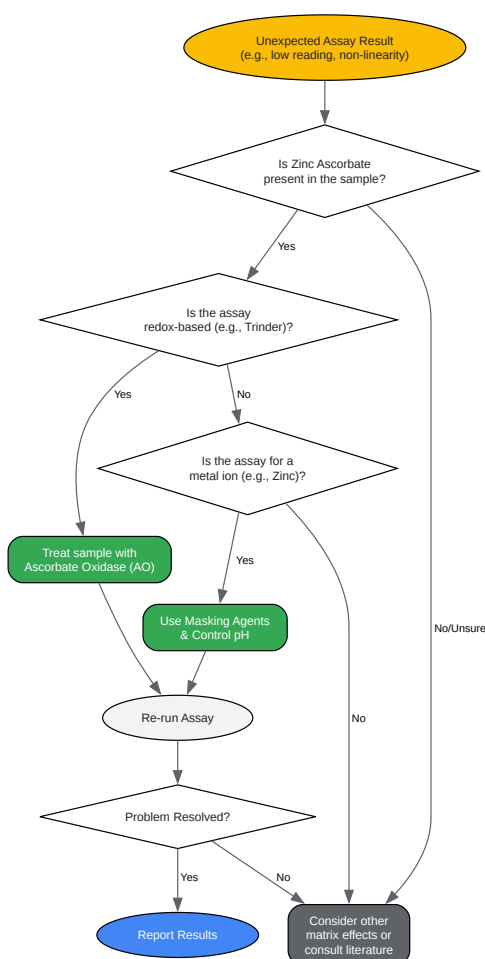 Unexpected Assay Result
(e.g., low reading, non-linearity)
Is Zinc Ascorbate
present in the sample?
Yes
Is the assay
redox-based (e.g., Trinder)?
Yes
No
Is the assay for a
metal ion (e.g., Zinc)?
Treat sample with
Ascorbate Oxidase (AO)
Yes
Use Masking Agents
& Control pH
No/Unsure
Re-run Assay
No
Problem Resolved?
Yes
No
Report Results
Consider other
matrix effects or
consult literature